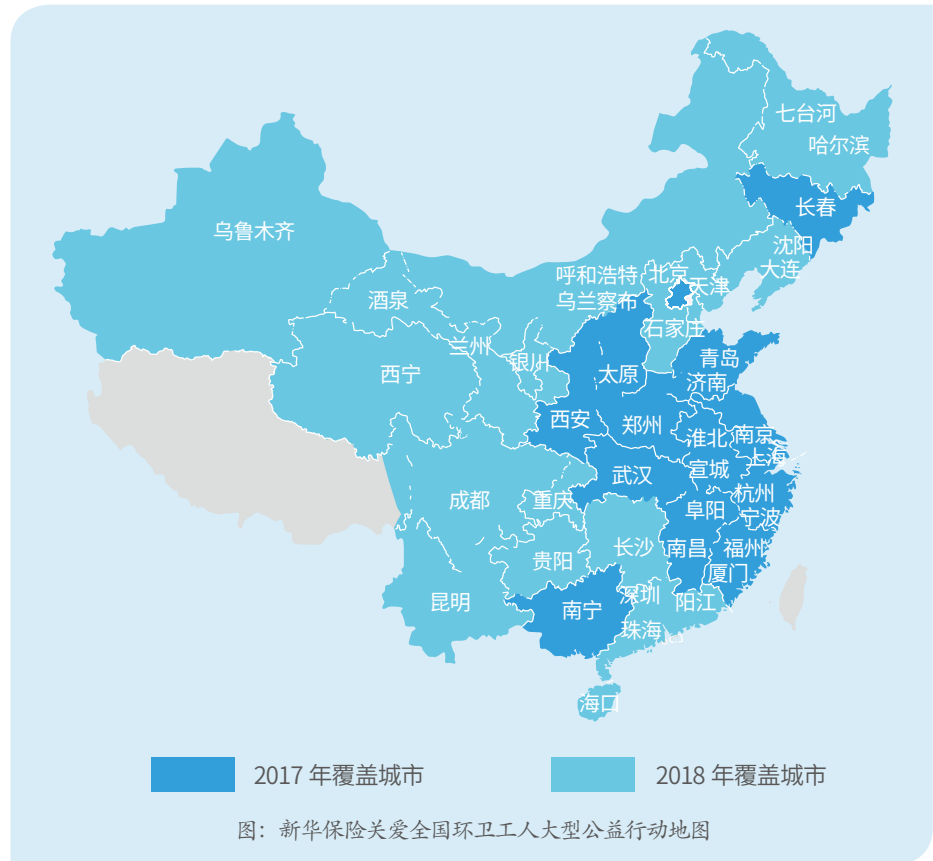 七台河
哈尔滨
长春
乌鲁木齐
沈阳
大连
呼和浩特
北京
天津
乌兰察布
酒泉
石家庄
兰州
银川
青岛
西宁
太原
济南
西安
郑州
淮北
南京
上海
宣城
武汉
杭州
成都
重庆
阜阳
宁波
长沙
南昌
福州
贵阳
厦门
昆明
南宁
深圳
阳江
珠海
海口
2017 年覆盖城市
2018 年覆盖城市
图：新华保险关爱全国环卫工人大型公益行动地图